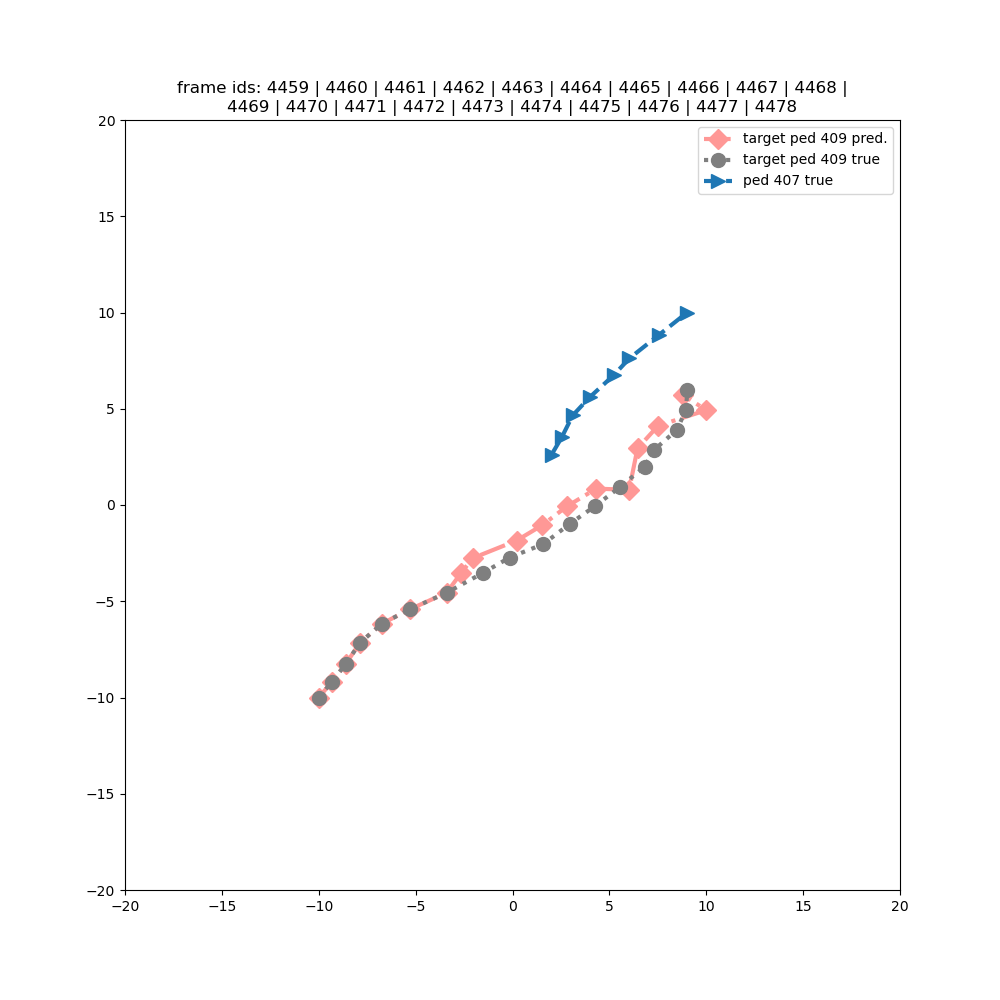 frame ids: 4459 | 4460 | 4461 | 4462 | 4463 | 4464 | 4465 | 4466 | 4467 | 4468 |
4469 | 4470 | 4471 | 4472 | 4473 | 4474 | 4475 | 4476 | 4477 | 4478
target ped 409 pred.
target ped 409 true
ped 407 true
20
15
10
5
0
−5
−10
−15
−20
−20 −15 −10 −5 0 5 10 15 20